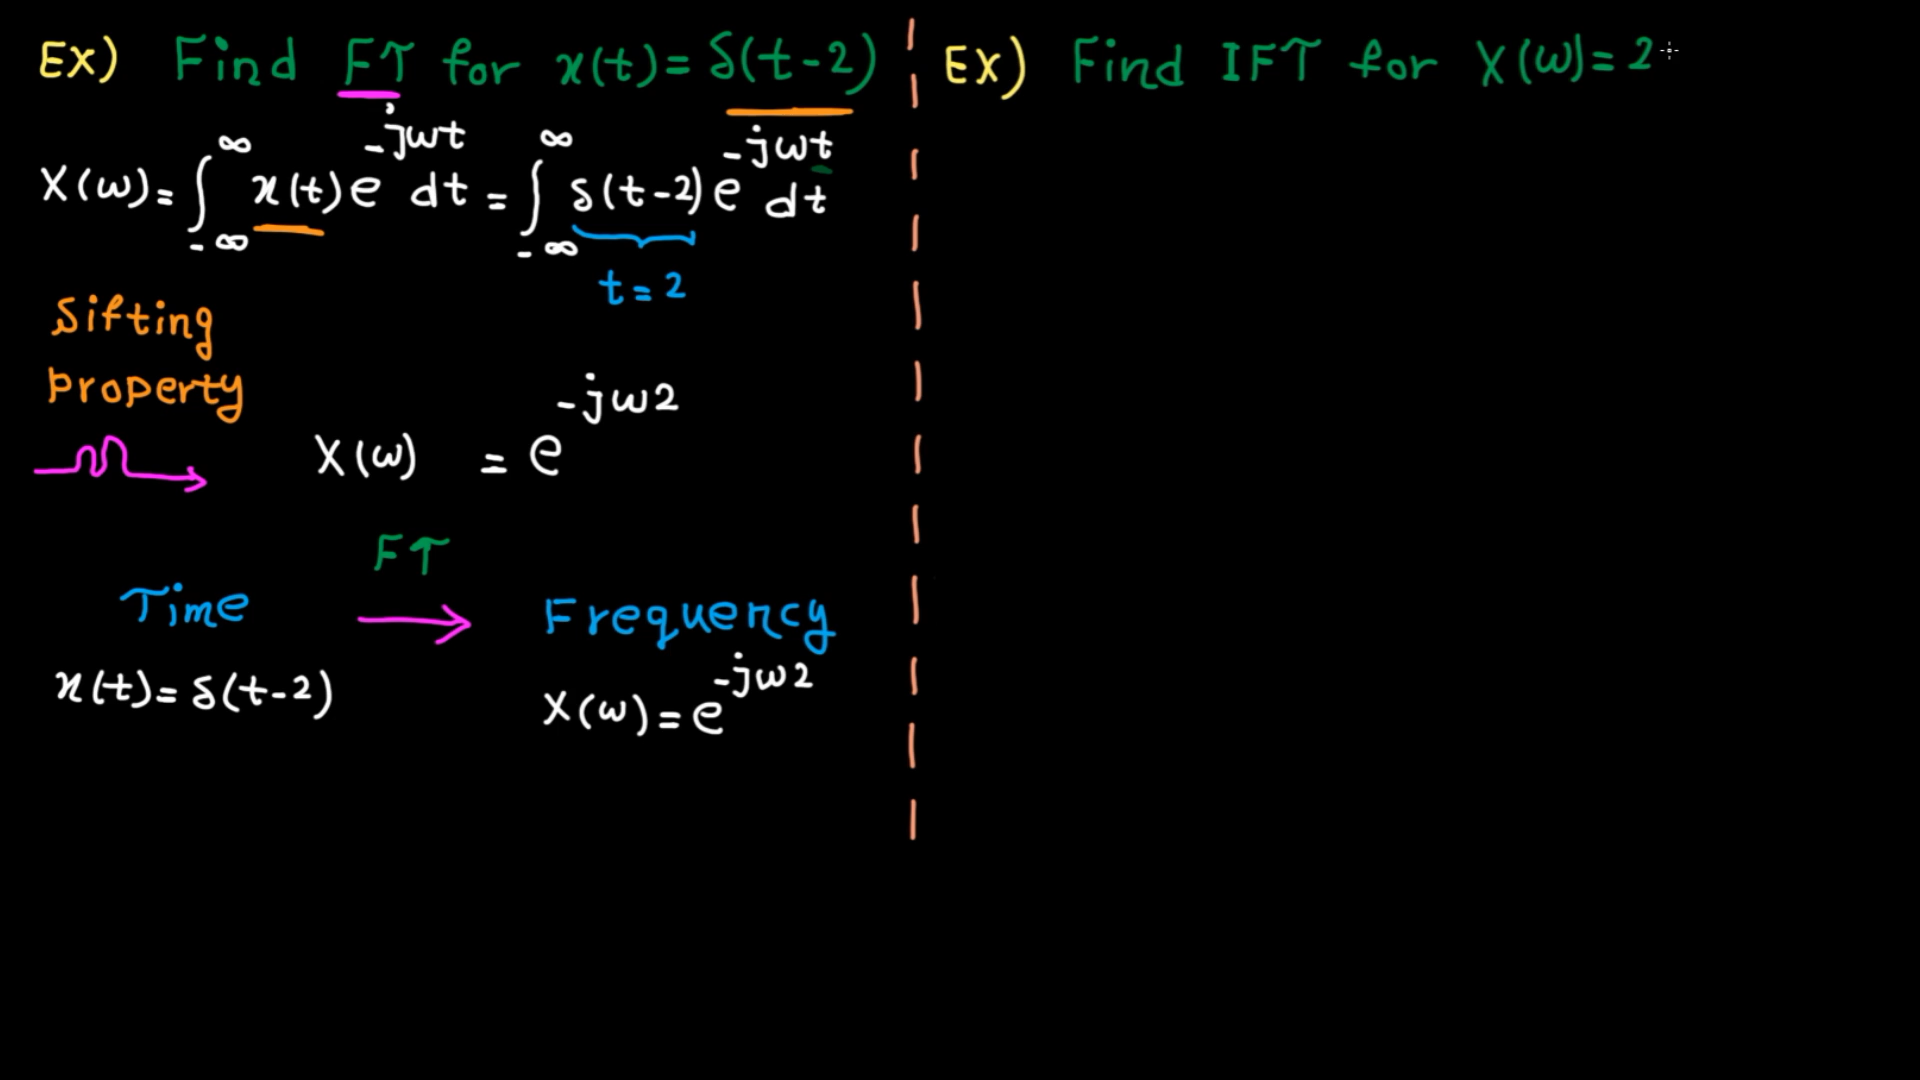 Ex) Find FT for x(t) = δ(t-2)
X(ω) = ∫_{-∞}^{∞} x(t) e^{-jωt} dt = ∫_{-∞}^{∞} δ(t-2) e^{-jωt} dt
t = 2
Sifting
Property
X(ω) = e^{-jω2}
FT
Time → Frequency
x(t) = δ(t-2) X(ω) = e^{-jω2}
Ex) Find IFT for X(ω) = 2